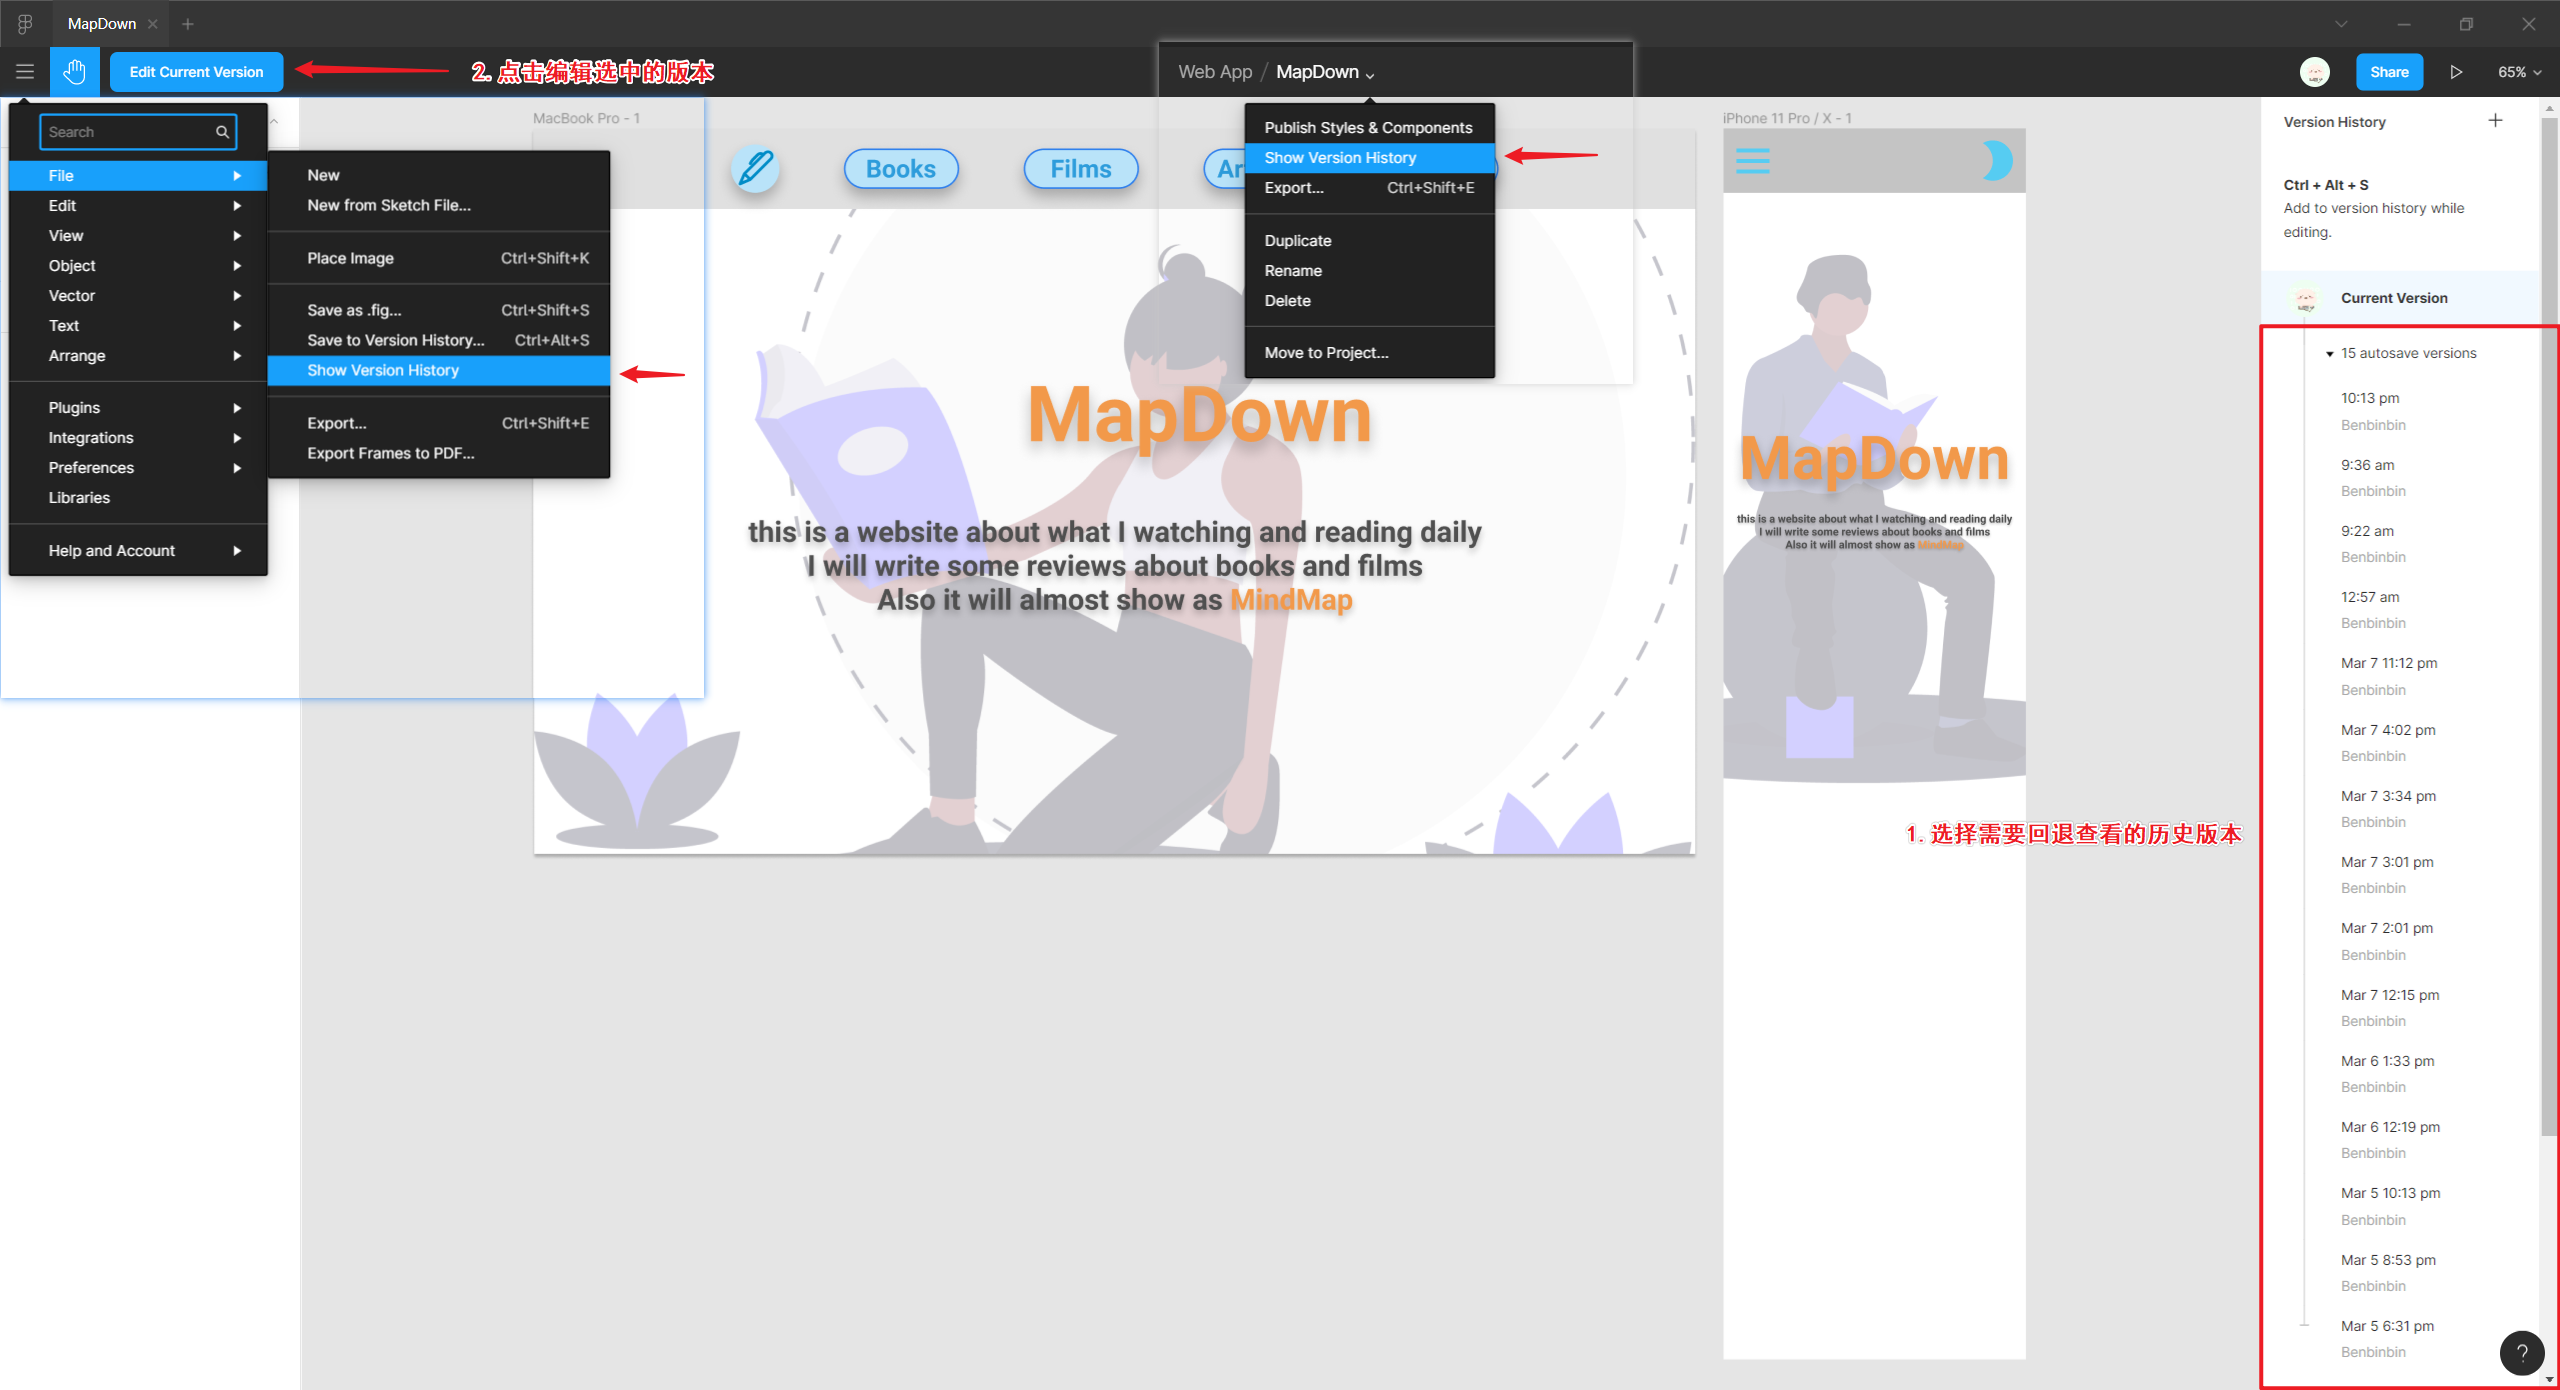 MapDown
Edit Current Version
2. 点击编辑选中的版本
Web App / MapDown
Share
65%
Search
File
Edit
View
Object
Vector
Text
Arrange
Plugins
Integrations
Preferences
Libraries
Help and Account
New
New from Sketch File...
Place Image Ctrl+Shift+K
Save as .fig... Ctrl+Shift+S
Save to Version History... Ctrl+Alt+S
Show Version History
Export... Ctrl+Shift+E
Export Frames to PDF...
MacBook Pro - 1
Books
Films
Ar
Publish Styles & Components
Show Version History
Export... Ctrl+Shift+E
Duplicate
Rename
Delete
Move to Project...
MapDown
this is a website about what I watching and reading daily
I will write some reviews about books and films
Also it will almost show as MindMap
iPhone 11 Pro / X - 1
MapDown
this is a website about what I watching and reading daily
I will write some reviews about books and films
Also it will almost show as MindMap
1. 选择需要回退查看的历史版本
Version History
Ctrl + Alt + S
Add to version history while
editing.
Current Version
15 autosave versions
10:13 pm
Benbinbin
9:36 am
Benbinbin
9:22 am
Benbinbin
12:57 am
Benbinbin
Mar 7 11:12 pm
Benbinbin
Mar 7 4:02 pm
Benbinbin
Mar 7 3:34 pm
Benbinbin
Mar 7 3:01 pm
Benbinbin
Mar 7 2:01 pm
Benbinbin
Mar 7 12:15 pm
Benbinbin
Mar 6 1:33 pm
Benbinbin
Mar 6 12:19 pm
Benbinbin
Mar 5 10:13 pm
Benbinbin
Mar 5 8:53 pm
Benbinbin
Mar 5 6:31 pm
Benbinbin
?